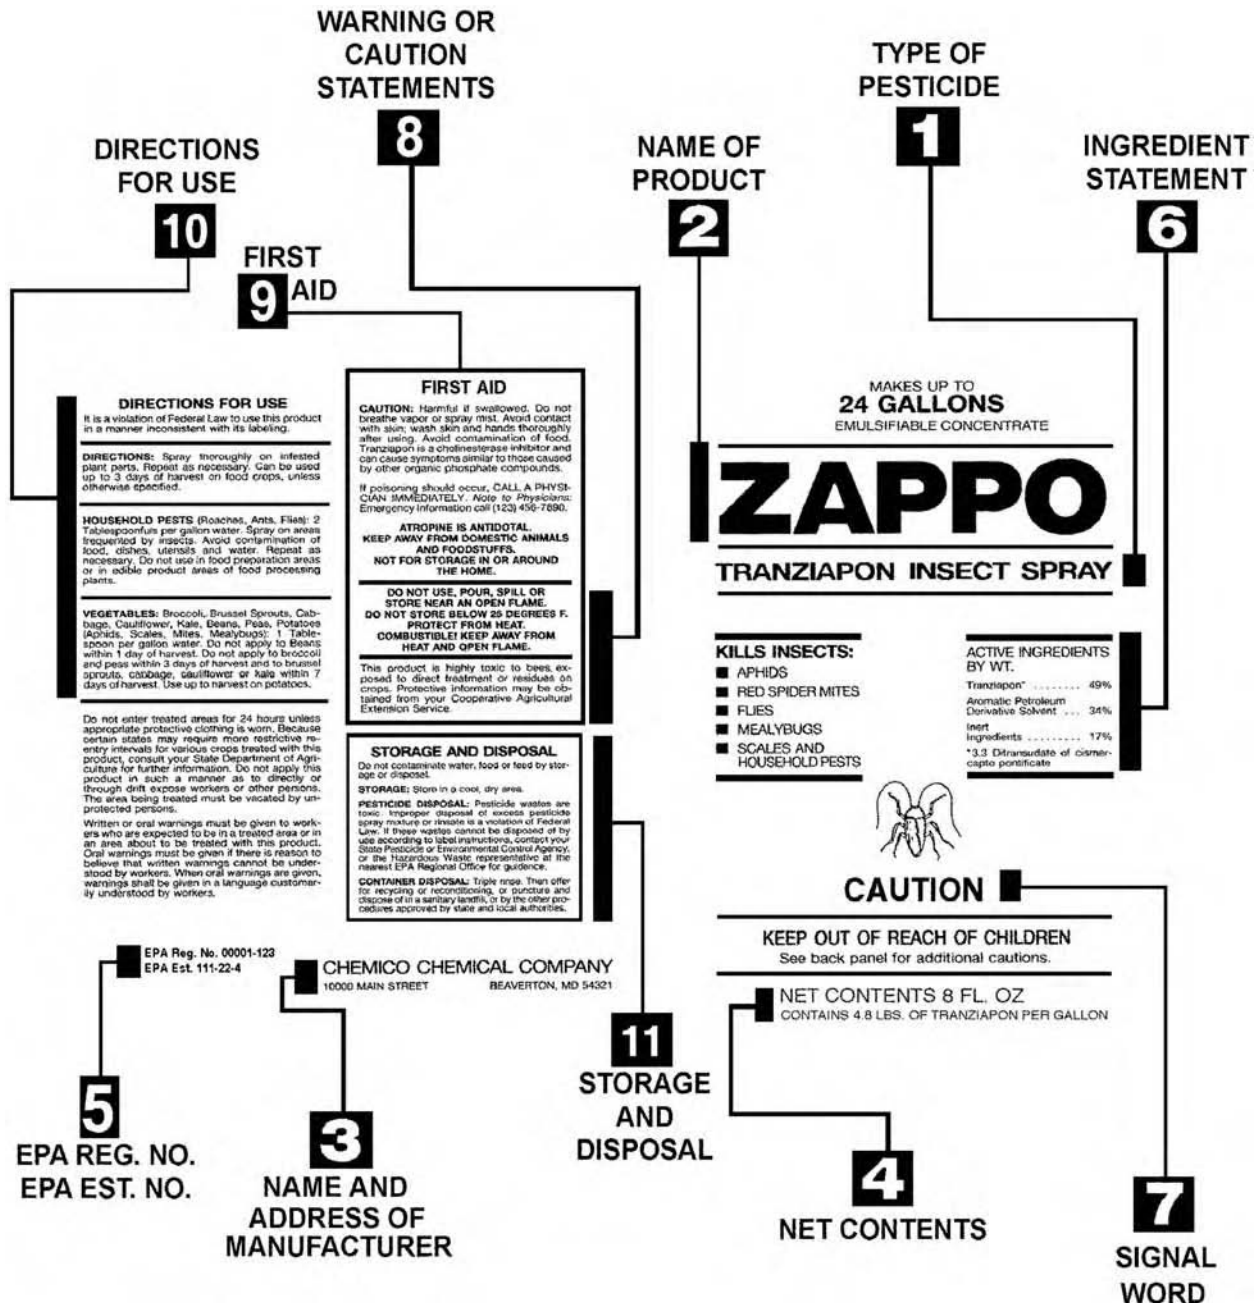 WARNING OR
CAUTION
STATEMENTS
8
TYPE OF
PESTICIDE
1
DIRECTIONS
FOR USE
10
NAME OF
PRODUCT
2
INGREDIENT
STATEMENT
6
FIRST
AID
9
DIRECTIONS FOR USE
It is a violation of Federal Law to use this product
in a manner inconsistent with its labeling.
DIRECTIONS: Spray thoroughly on infested
plant parts. Repeat as necessary. Can be used
up to 3 days of harvest on food crops, unless
otherwise specified.
HOUSEHOLD PESTS (Roaches, Ants, Flies): 2
Tablespoonfuls per gallon water. Spray on areas
frequented by insects. Avoid contamination of
food, dishes, utensils and water. Repeat as
necessary. Do not use in food preparation areas
or in edible product areas of food processing
plants.
VEGETABLES: Broccoli, Brussel Sprouts, Cab-
bage, Cauliflower, Kale, Beans, Peas, Potatoes
(Aphids, Scales, Mites, Mealybugs): 1 Table-
spoon per gallon water. Do not apply to Beans
within 1 day of harvest. Do not apply to broccoli
and peas within 3 days of harvest and to brussel
sprouts, cabbage, cauliflower or kale within 7
days of harvest. Use up to harvest on potatoes.
Do not enter treated areas for 24 hours unless
appropriate protective clothing is worn. Because
certain states may require more restrictive re-
entry intervals for various crops treated with this
product, consult your State Department of Agri-
culture for further information. Do not apply this
product in such a manner as to directly or
through drift expose workers or other persons.
The area being treated must be vacated by un-
protected persons.
Written or oral warnings must be given to work-
ers who are expected to be in a treated area or in
an area about to be treated with this product.
Oral warnings must be given if there is reason to
believe that written warnings cannot be under-
stood by workers. When oral warnings are given,
warnings shall be given in a language customar-
ily understood by workers.
FIRST AID
CAUTION: Harmful if swallowed. Do not
breathe vapor or spray mist. Avoid contact
with skin; wash skin and hands thoroughly
after using. Avoid contamination of food.
Tranziapon is a cholinesterase inhibitor and
can cause symptoms similar to those caused
by other organic phosphate compounds.
If poisoning should occur, CALL A PHYSI-
CIAN IMMEDIATELY. Note to Physicians:
Emergency Information call (123) 456-7890.
ATROPINE IS ANTIDOTAL.
KEEP AWAY FROM DOMESTIC ANIMALS
AND FOODSTUFFS.
NOT FOR STORAGE IN OR AROUND
THE HOME.
DO NOT USE, POUR, SPILL OR
STORE NEAR AN OPEN FLAME.
DO NOT STORE BELOW 25 DEGREES F.
PROTECT FROM HEAT.
COMBUSTIBLE! KEEP AWAY FROM
HEAT AND OPEN FLAME.
This product is highly toxic to bees ex-
posed to direct treatment or residues on
crops. Protective information may be ob-
tained from your Cooperative Agricultural
Extension Service.
STORAGE AND DISPOSAL
Do not contaminate water, food or feed by stor-
age or disposal.
STORAGE: Store in a cool, dry area.
PESTICIDE DISPOSAL: Pesticide wastes are
toxic. Improper disposal of excess pesticide
spray mixture or rinsate is a violation of Federal
Law. If these wastes cannot be disposed of by
use according to label instructions, contact your
State Pesticide or Environmental Control Agency,
or the Hazardous Waste representative at the
nearest EPA Regional Office for guidance.
CONTAINER DISPOSAL: Triple rinse. Then offer
for recycling or reconditioning, or puncture and
dispose of in a sanitary landfill, or by the other pro-
cedures approved by state and local authorities.
MAKES UP TO
24 GALLONS
EMULSIFIABLE CONCENTRATE
ZAPPO
TRANZIAPON INSECT SPRAY
KILLS INSECTS:
APHIDS
RED SPIDER MITES
FLIES
MEALYBUGS
SCALES AND
HOUSEHOLD PESTS
ACTIVE INGREDIENTS
BY WT.
Tranziapon* ........ 49%
Aromatic Petroleum
Derivative Solvent ... 34%
Inert
Ingredients ........ 17%
*3.3 Ditransudate of cismer-
capto pontificate
CAUTION
KEEP OUT OF REACH OF CHILDREN
See back panel for additional cautions.
NET CONTENTS 8 FL. OZ
CONTAINS 4.8 LBS. OF TRANZIAPON PER GALLON
EPA Reg. No. 00001-123
EPA Est. 111-22-4
CHEMICO CHEMICAL COMPANY
10000 MAIN STREET BEAVERTON, MD 54321
5
EPA REG. NO.
EPA EST. NO.
3
NAME AND
ADDRESS OF
MANUFACTURER
11
STORAGE
AND
DISPOSAL
4
NET CONTENTS
7
SIGNAL
WORD